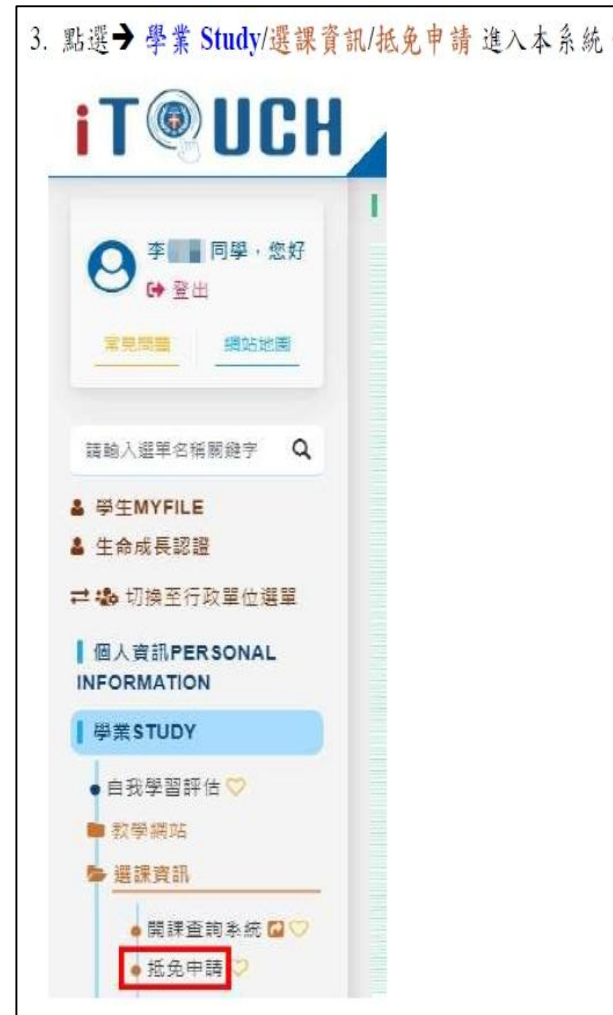 3. 點選➔ 學業 Study/選課資訊/抵免申請 進入本系統
iTOUCH
李 同學,您好
登出
常見問題 網站地圖
請輸入選單名稱關鍵字
學生MYFILE
生命成長認證
切換至行政單位選單
個人資訊PERSONAL
INFORMATION
學業STUDY
自我學習評估
教學網站
選課資訊
開課查詢系統
抵免申請